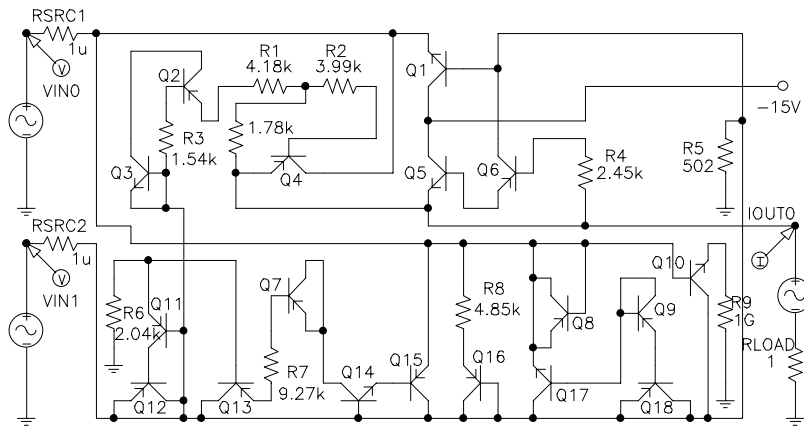 RSRC1
1u
VIN0
R1
4.18k
R2
3.99k
Q1
Q2
-15V
R3
1.54k
1.78k
Q3
Q4
Q5
Q6
R4
2.45k
R5
502
RSRC2
1u
VIN1
IOUT0
R6
2.04k
Q11
Q7
R8
4.85k
Q8
Q9
Q10
R9
1G
RLOAD
1
R7
9.27k
Q14
Q15
Q16
Q12
Q13
Q17
Q18
V
V
I